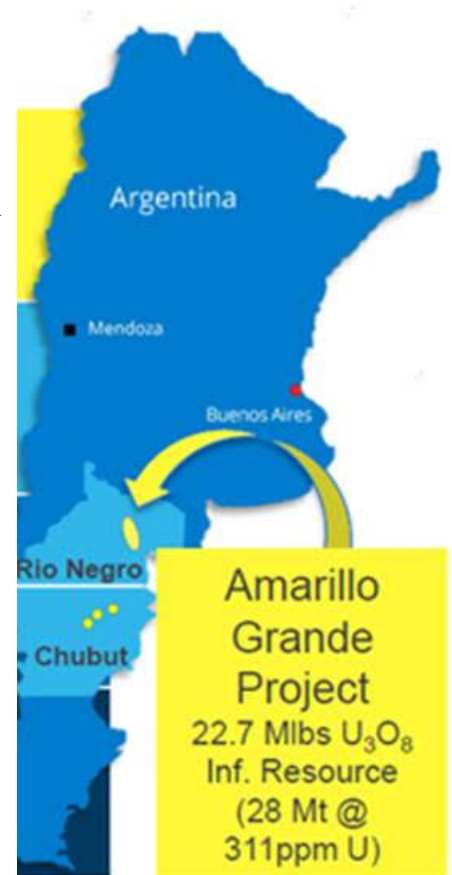 Argentina
Mendoza
Buenos Aires
Rio Negro
Chubut
Amarillo
Grande
Project
22.7 Mlbs U₃O₈
Inf. Resource
(28 Mt @
311ppm U)